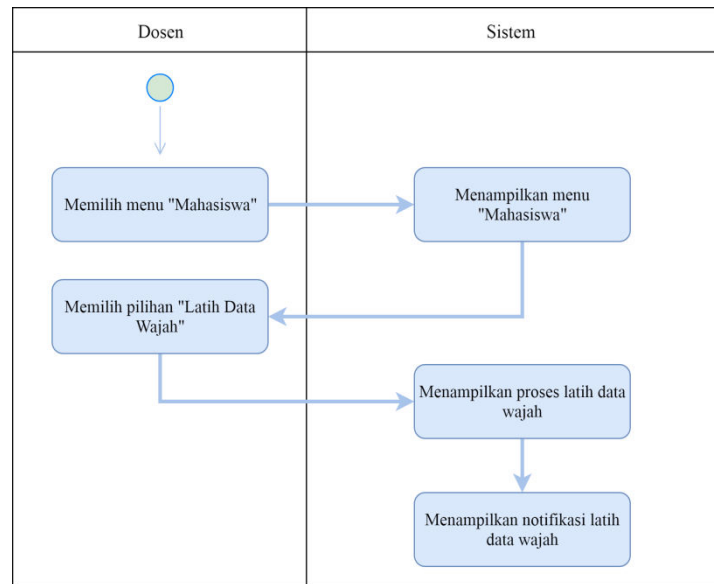 Dosen
Sistem
Memilih menu "Mahasiswa"
Menampilkan menu
"Mahasiswa"
Memilih pilihan "Latih Data
Wajah"
Menampilkan proses latih data
wajah
Menampilkan notifikasi latih
data wajah